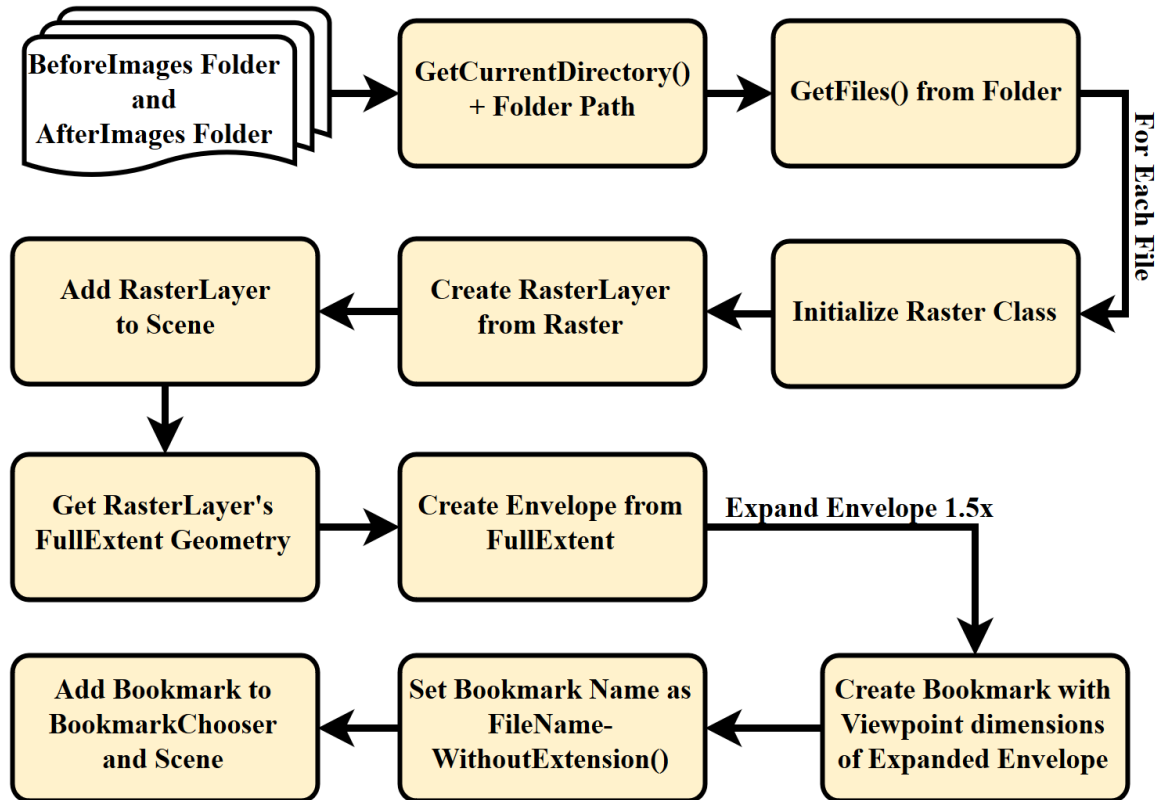 BeforeImages Folder
and
AfterImages Folder
GetCurrentDirectory()
+ Folder Path
GetFiles() from Folder
For Each File
Initialize Raster Class
Create RasterLayer
from Raster
Add RasterLayer
to Scene
Get RasterLayer's
FullExtent Geometry
Create Envelope from
FullExtent
Expand Envelope 1.5x
Create Bookmark with
Viewpoint dimensions
of Expanded Envelope
Set Bookmark Name as
FileName-
WithoutExtension()
Add Bookmark to
BookmarkChooser
and Scene